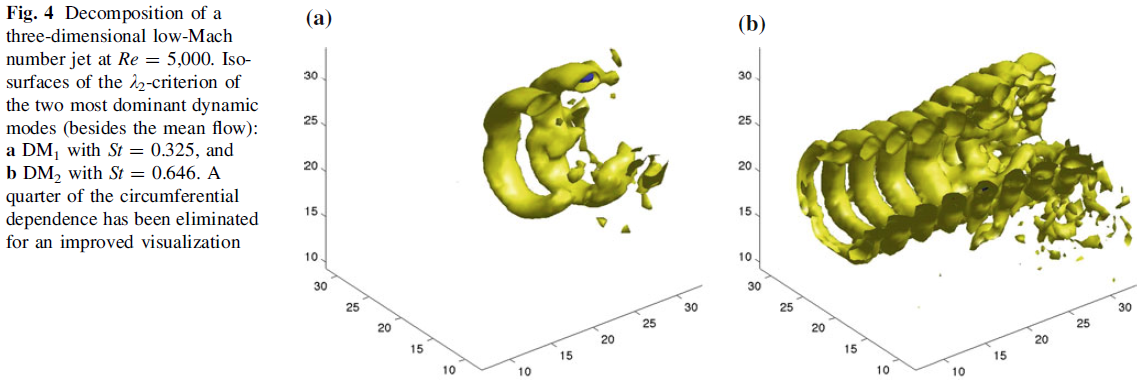 Fig. 4 Decomposition of a
three-dimensional low-Mach
number jet at Re = 5,000. Iso-
surfaces of the λ2-criterion of
the two most dominant dynamic
modes (besides the mean flow):
a DM1 with St = 0.325, and
b DM2 with St = 0.646. A
quarter of the circumferential
dependence has been eliminated
for an improved visualization
(a)
30
25
20
15
10
30
25
20
15
10
10
15
20
25
30
(b)
30
25
20
15
10
30
25
20
15
10
10
15
20
25
30